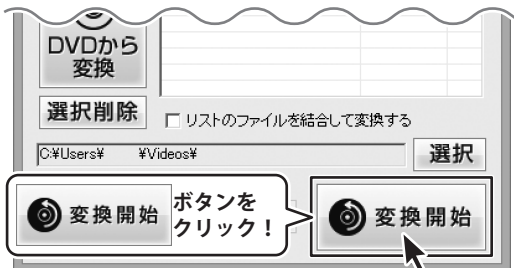 DVDから
変換
選択削除
リストのファイルを結合して変換する
C:¥Users¥ ¥Videos¥
選択
変換開始
ボタンを
クリック！
変換開始